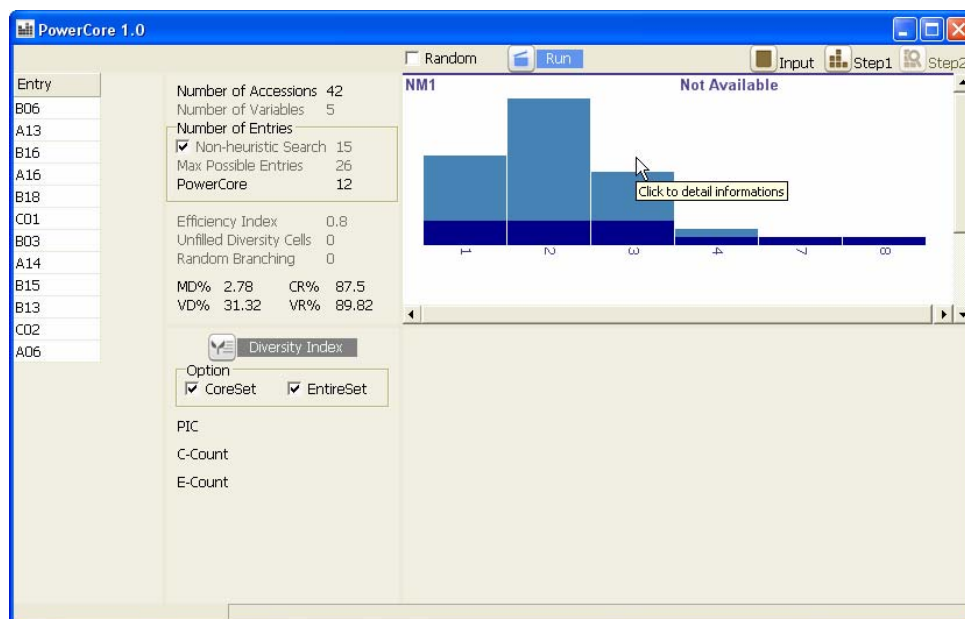 PowerCore 1.0
Random
Run
Input
Step1
Step2
Entry
B06
A13
B16
A16
B18
C01
B03
A14
B15
B13
C02
A06
Number of Accessions 42
Number of Variables 5
Number of Entries
Non-heuristic Search 15
Max Possible Entries 26
PowerCore 12
Efficiency Index 0.8
Unfilled Diversity Cells 0
Random Branching 0
MD% 2.78 CR% 87.5
VD% 31.32 VR% 89.82
Diversity Index
Option
CoreSet EntireSet
PIC
C-Count
E-Count
NM1 Not Available
Click to detail informations
1 2 3 4 7 8